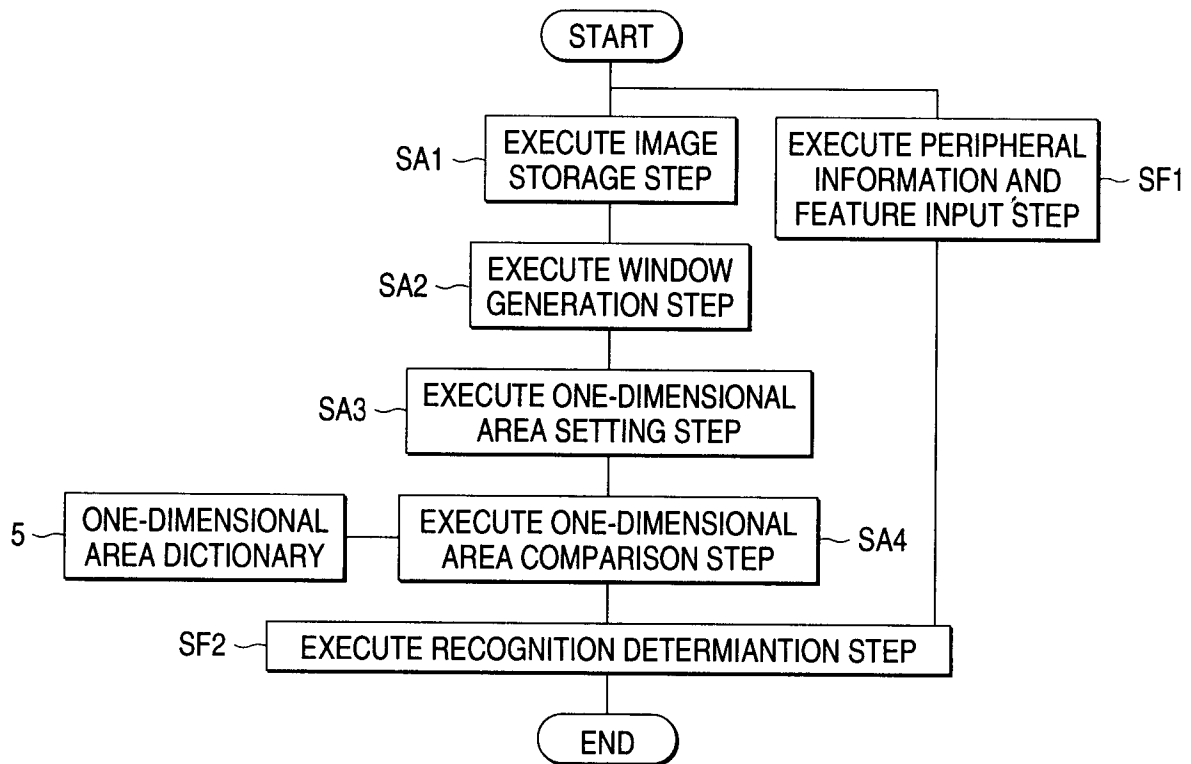 START
SA1
EXECUTE IMAGE
STORAGE STEP
EXECUTE PERIPHERAL
INFORMATION AND
FEATURE INPUT STEP
SF1
SA2
EXECUTE WINDOW
GENERATION STEP
SA3
EXECUTE ONE-DIMENSIONAL
AREA SETTING STEP
5
ONE-DIMENSIONAL
AREA DICTIONARY
EXECUTE ONE-DIMENSIONAL
AREA COMPARISON STEP
SA4
SF2
EXECUTE RECOGNITION DETERMIANTION STEP
END